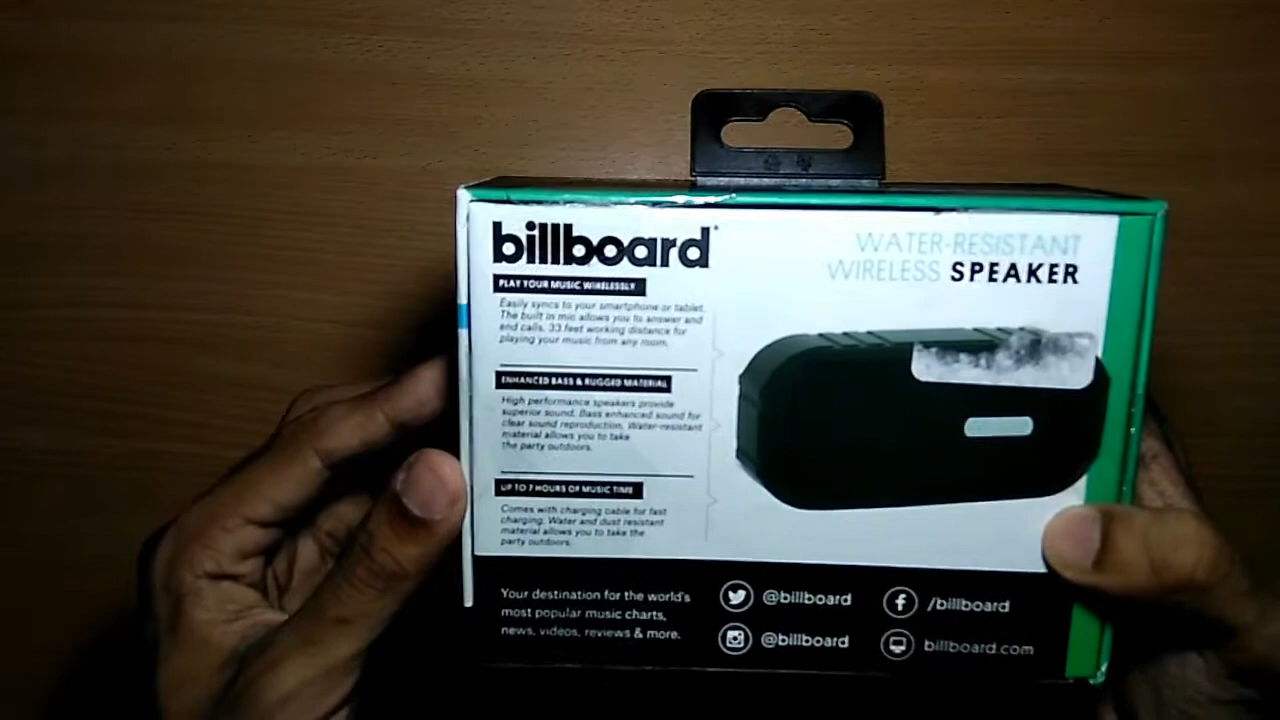 billboard
WATER-RESISTANT
WIRELESS SPEAKER
PLAY YOUR MUSIC WIRELESSLY
Easily syncs to your smartphone or tablet.
The built in mic allows you to answer and
end calls. 33 feet working distance for
playing your music from any room.
ENHANCED BASS & RUGGED MATERIAL
High performance speakers provide
superior sound. Bass enhanced sound for
clear sound reproduction. Water-resistant
material allows you to take
the party outdoors.
UP TO 7 HOURS OF MUSIC TIME
Comes with charging cable for fast
charging. Water and dust resistant
material allows you to take the
party outdoors.
Your destination for the world's
most popular music charts,
news, videos, reviews & more.
@billboard
/billboard
@billboard
billboard.com